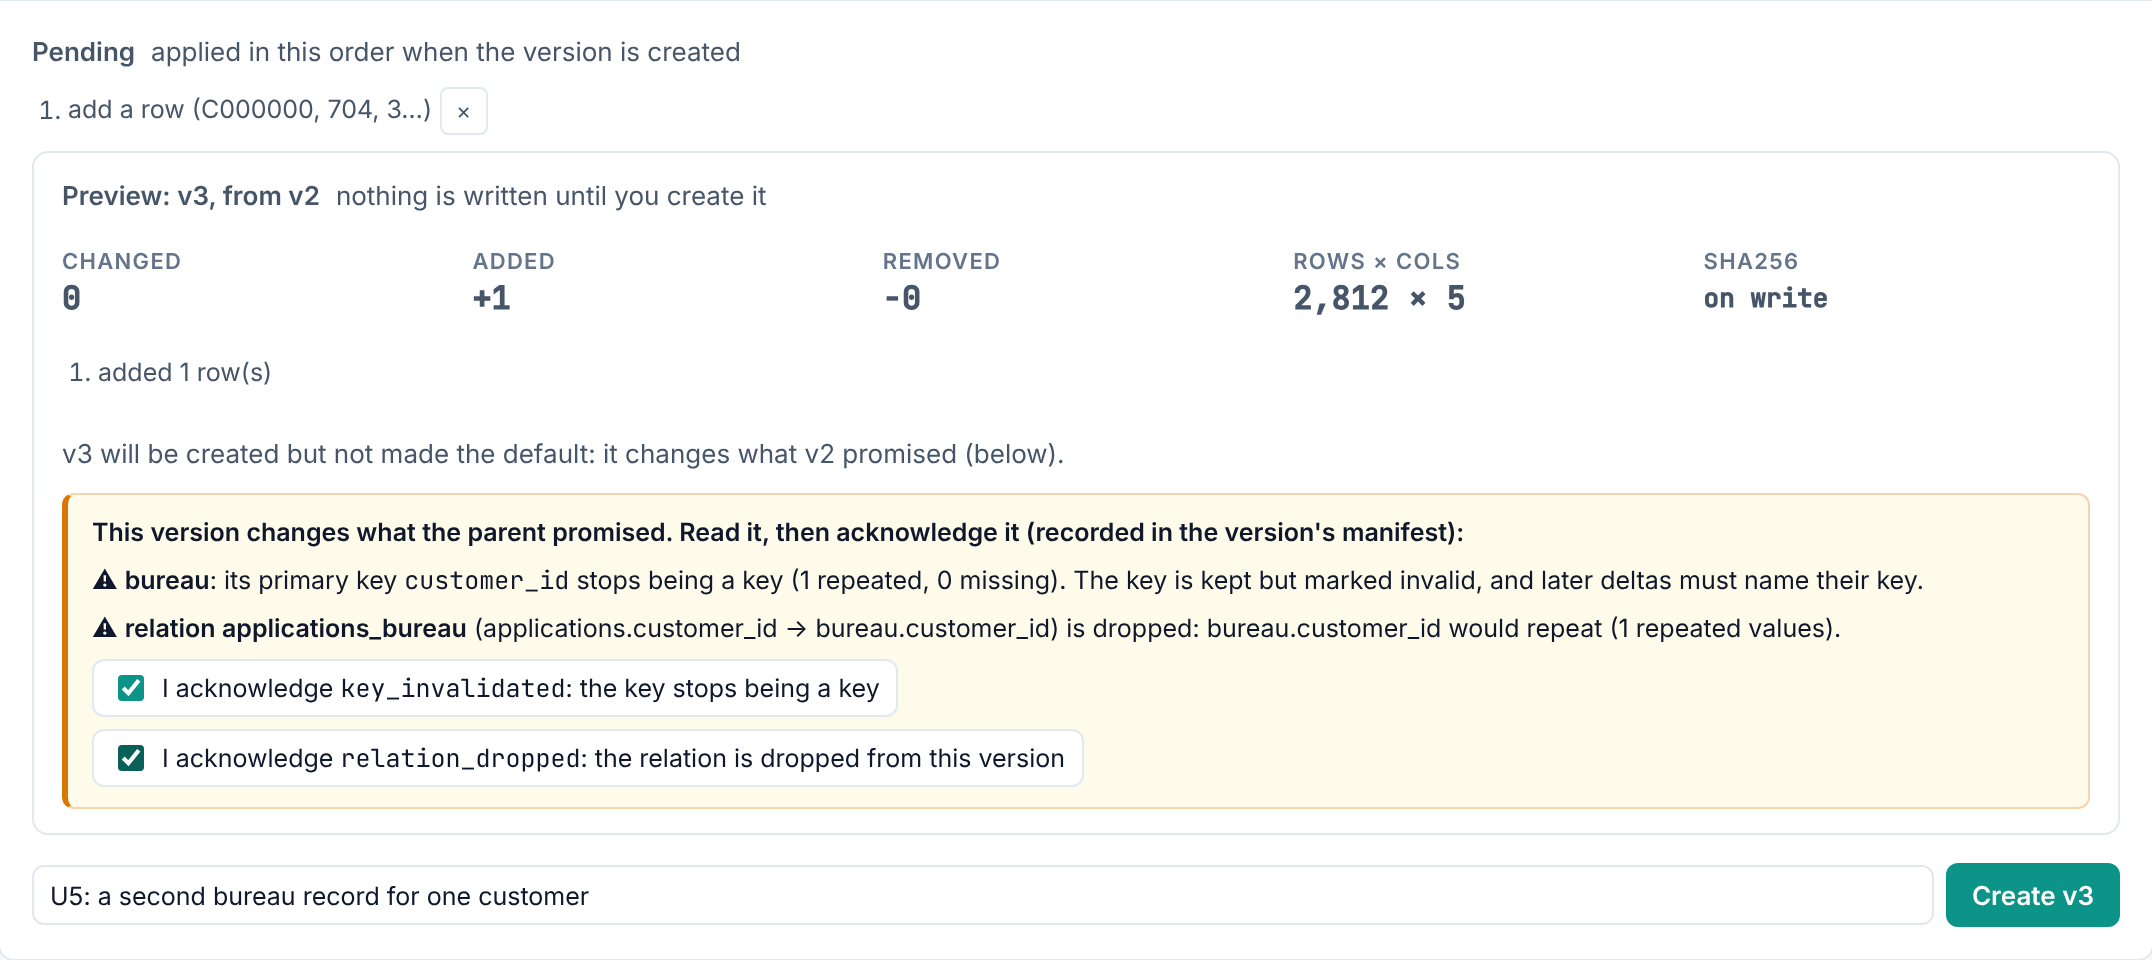 Pending applied in this order when the version is created
1. add a row (C000000, 704, 3...) ×
Preview: v3, from v2 nothing is written until you create it
CHANGED ADDED REMOVED ROWS × COLS SHA256
0 +1 -0 2,812 × 5 on write
1. added 1 row(s)
v3 will be created but not made the default: it changes what v2 promised (below).
This version changes what the parent promised. Read it, then acknowledge it (recorded in the version's manifest):
⚠ bureau: its primary key customer_id stops being a key (1 repeated, 0 missing). The key is kept but marked invalid, and later deltas must name their key.
⚠ relation applications_bureau (applications.customer_id → bureau.customer_id) is dropped: bureau.customer_id would repeat (1 repeated values).
I acknowledge key_invalidated: the key stops being a key
I acknowledge relation_dropped: the relation is dropped from this version
U5: a second bureau record for one customer Create v3